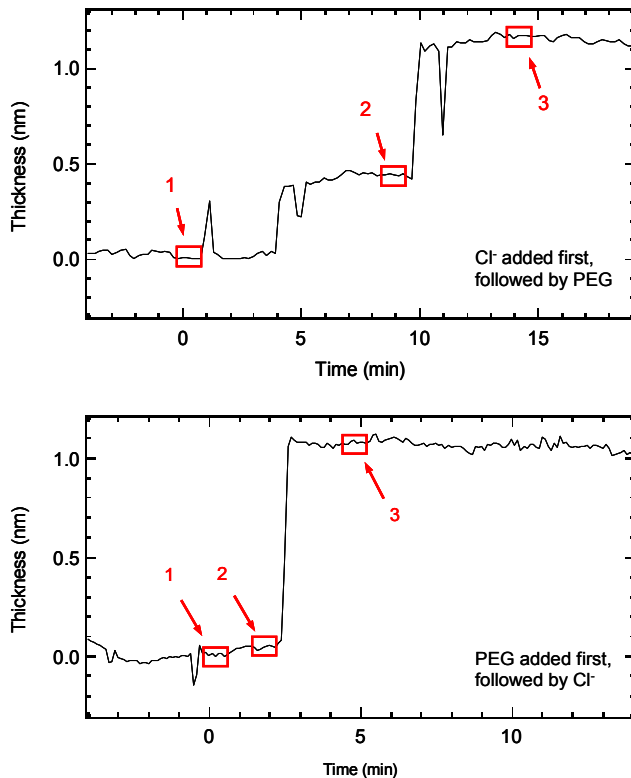 1.0
0.5
0.0
Thickness (nm)
1
2
3
Cl- added first,
followed by PEG
0
5
10
15
Time (min)
1.0
0.5
0.0
Thickness (nm)
1
2
3
PEG added first,
followed by Cl-
0
5
10
Time (min)